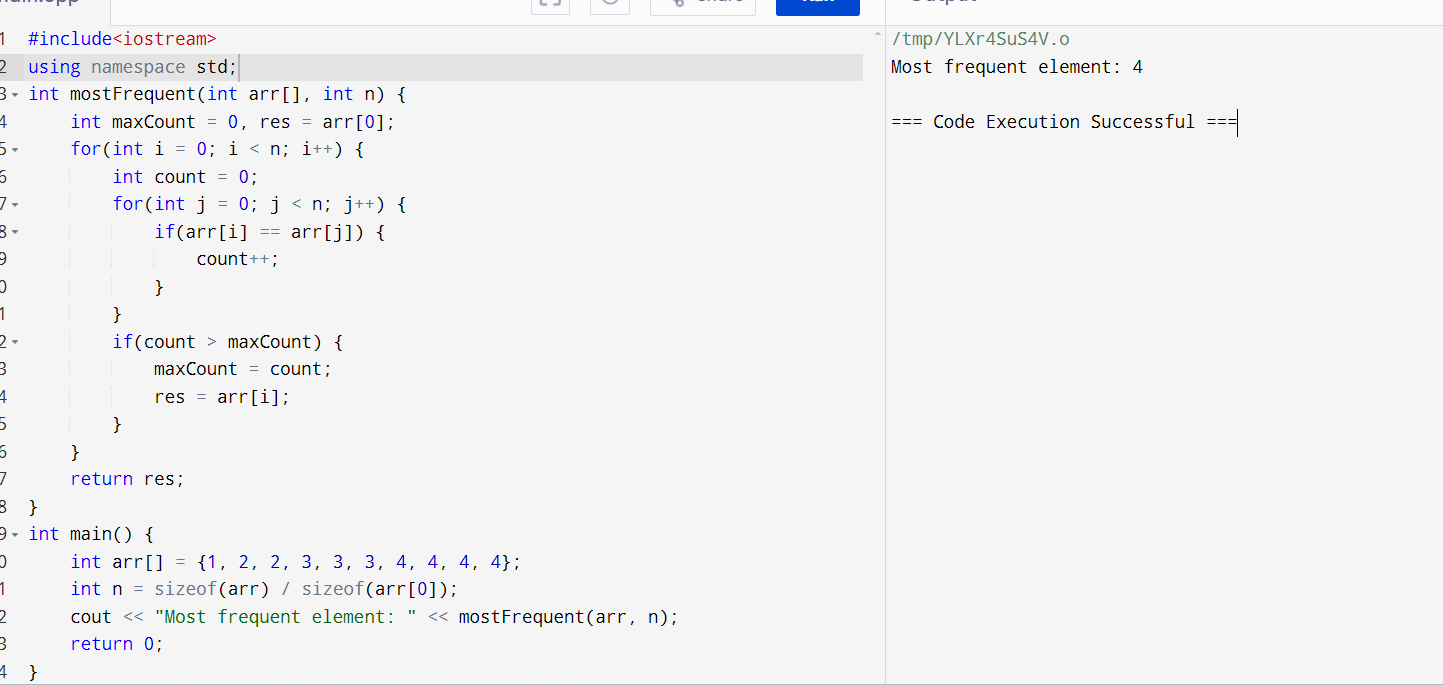 1 #include<iostream>
2 using namespace std;
3 int mostFrequent(int arr[], int n) {
4     int maxCount = 0, res = arr[0];
5     for(int i = 0; i < n; i++) {
6         int count = 0;
7         for(int j = 0; j < n; j++) {
8             if(arr[i] == arr[j]) {
9                 count++;
0             }
1         }
2         if(count > maxCount) {
3             maxCount = count;
4             res = arr[i];
5         }
6     }
7     return res;
8 }
9 int main() {
0     int arr[] = {1, 2, 2, 3, 3, 3, 4, 4, 4, 4};
1     int n = sizeof(arr) / sizeof(arr[0]);
2     cout << "Most frequent element: " << mostFrequent(arr, n);
3     return 0;
4 }
/tmp/YLXr4SuS4V.o
Most frequent element: 4
=== Code Execution Successful ===